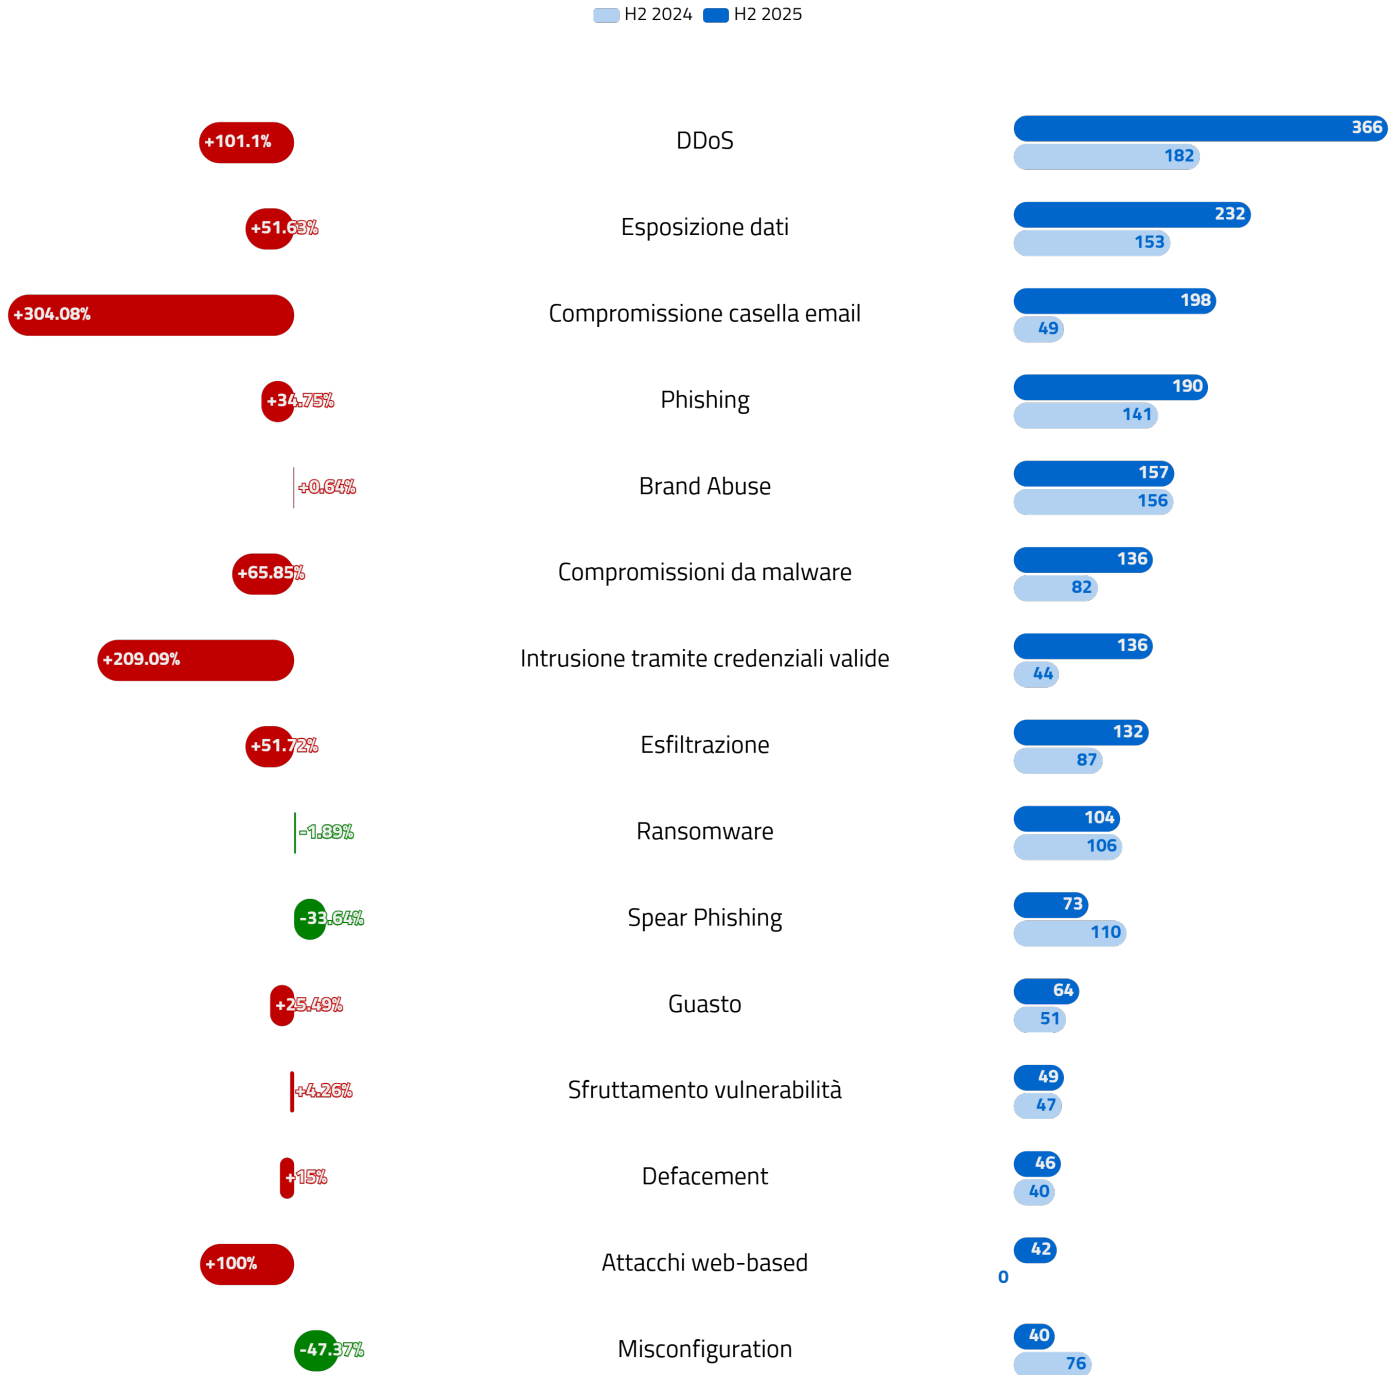 H2 2024 H2 2025
+101.1% DDoS 366
182
+51.63% Esposizione dati 232
153
+304.08% Compromissione casella email 198
49
+34.75% Phishing 190
141
+0.64% Brand Abuse 157
156
+65.85% Compromissioni da malware 136
82
+209.09% Intrusione tramite credenziali valide 136
44
+51.72% Esfiltrazione 132
87
-1.89% Ransomware 104
106
-33.64% Spear Phishing 73
110
+25.49% Guasto 64
51
+4.26% Sfruttamento vulnerabilità 49
47
+15% Defacement 46
40
+100% Attacchi web-based 42
0
-47.37% Misconfiguration 40
76